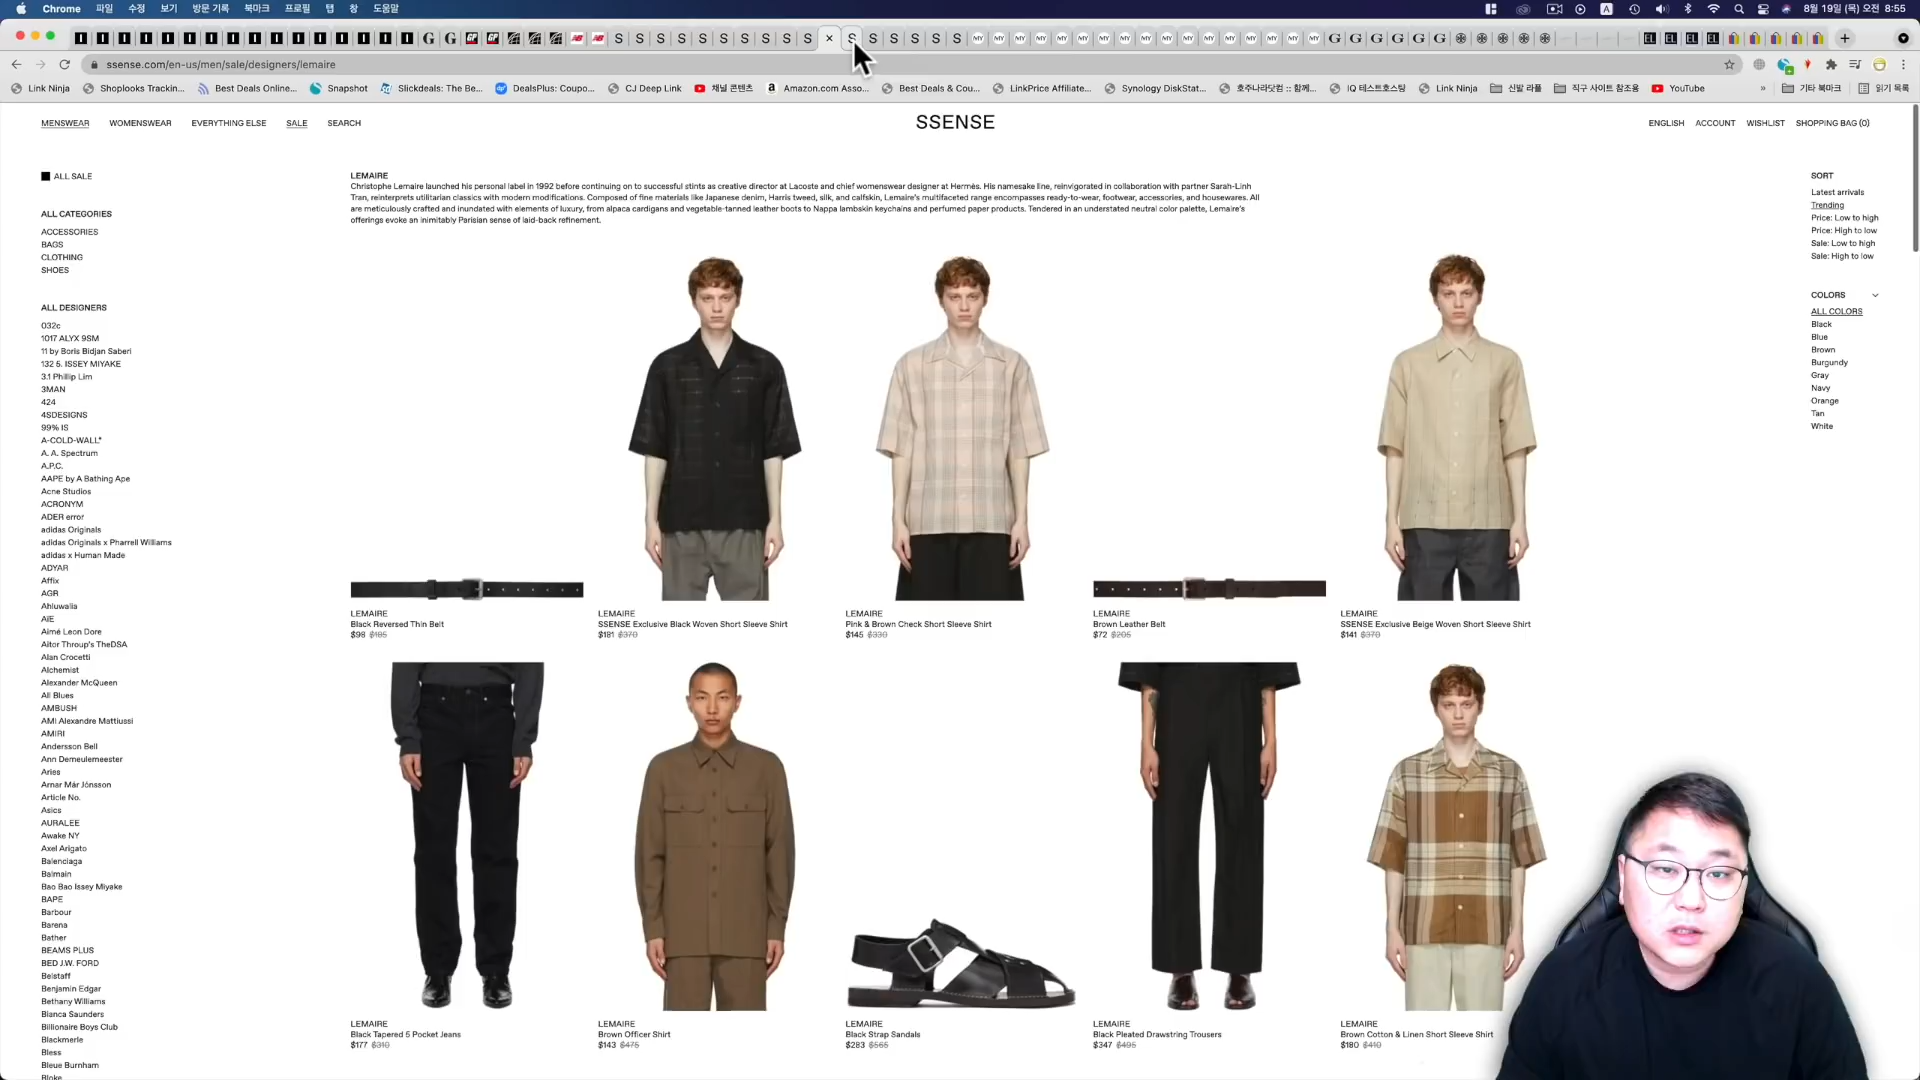 Chrome 파일 수정 보기 방문 기록 북마크 프로필 탭 창 도움말
8월 19일 (목) 오전 8:55
ssense.com/en-us/men/sale/designers/lemaire
Link Ninja Shoplooks Trackin... Best Deals Online... Snapshot Slickdeals: The Be... DealsPlus: Coupo... CJ Deep Link 채널 콘텐츠 Amazon.com Asso... Best Deals & Cou... LinkPrice Affiliate... Synology DiskStat... 호주나라닷컴 :: 함께... IQ 테스트호스팅 Link Ninja 신발 라플 직구 사이트 참조용 YouTube » 기타 북마크 읽기 목록
MENSWEAR WOMENSWEAR EVERYTHING ELSE SALE SEARCH
SSENSE
ENGLISH ACCOUNT WISHLIST SHOPPING BAG (0)
ALL SALE
ALL CATEGORIES
ACCESSORIES
BAGS
CLOTHING
SHOES
ALL DESIGNERS
032c
1017 ALYX 9SM
11 by Boris Bidjan Saberi
132 5. ISSEY MIYAKE
3.1 Phillip Lim
3MAN
424
4SDESIGNS
99% IS
A-COLD-WALL*
A. A. Spectrum
A.P.C.
AAPE by A Bathing Ape
Acne Studios
ACRONYM
ADER error
adidas Originals
adidas x Pharrell Williams
adidas x Human Made
ADYAR
Affix
AGR
Ahluwalia
AiE
Aimé Leon Dore
Aitor Throup's TheDSA
Alan Crocetti
Alchemist
Alexander McQueen
All Blues
AMBUSH
AMI Alexandre Mattiussi
AMIRI
Andersson Bell
Ann Demeulemeester
Aries
Arnar Már Jónsson
Article No.
Asics
AURALEE
Awake NY
Axel Arigato
Balenciaga
Balmain
Bao Bao Issey Miyake
BAPE
Barbour
Barena
Bather
BEAMS PLUS
BED J.W. FORD
Belstaff
Benjamin Edgar
Bethany Williams
Bianca Saunders
Billionaire Boys Club
Blackmerle
Bless
Bleue Burnham
Bloke
LEMAIRE
Christophe Lemaire launched his personal label in 1992 before continuing on to successful stints as creative director at Lacoste and chief womenswear designer at Hermès. His namesake line, reinvigorated in collaboration with partner Sarah-Linh
Tran, reinterprets utilitarian classics with modern modifications. Composed of fine materials like Japanese denim, Harris tweed, silk, and calfskin, Lemaire's multifaceted range encompasses ready-to-wear, footwear, accessories, and housewares. All
are meticulously crafted and inundated with elements of luxury, from alpaca cardigans and vegetable-tanned leather boots to Nappa lambskin keychains and perfumed paper products. Tendered in an understated neutral color palette, Lemaire's
offerings evoke an inimitably Parisian sense of laid-back refinement.
LEMAIRE
Black Reversed Thin Belt
$98 $185
LEMAIRE
SSENSE Exclusive Black Woven Short Sleeve Shirt
$181 $370
LEMAIRE
Pink & Brown Check Short Sleeve Shirt
$145 $330
LEMAIRE
Brown Leather Belt
$72 $205
LEMAIRE
SSENSE Exclusive Beige Woven Short Sleeve Shirt
$141 $370
LEMAIRE
Black Tapered 5 Pocket Jeans
$177 $310
LEMAIRE
Brown Officer Shirt
$143 $475
LEMAIRE
Black Strap Sandals
$283 $565
LEMAIRE
Black Pleated Drawstring Trousers
$347 $495
LEMAIRE
Brown Cotton & Linen Short Sleeve Shirt
$180 $410
SORT
Latest arrivals
Trending
Price: Low to high
Price: High to low
Sale: Low to high
Sale: High to low
COLORS
ALL COLORS
Black
Blue
Brown
Burgundy
Gray
Navy
Orange
Tan
White